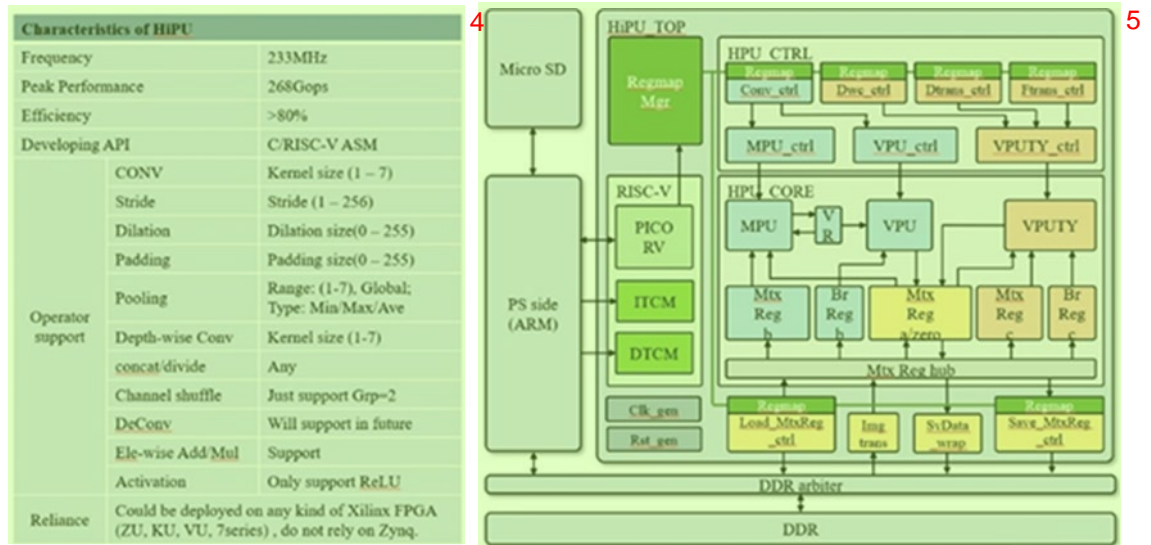 Characteristics of HiPU
Frequency 233MHz
Peak Performance 268Gops
Efficiency >80%
Developing API C/RISC-V ASM
Operator support
CONV Kernel size (1 – 7)
Stride Stride (1 – 256)
Dilation Dilation size(0 – 255)
Padding Padding size(0 – 255)
Pooling Range: (1-7), Global;
Type: Min/Max/Ave
Depth-wise Conv Kernel size (1-7)
concat/divide Any
Channel shuffle Just support Grp=2
DeConv Will support in future
Ele-wise Add/Mul Support
Activation Only support ReLU
Reliance Could be deployed on any kind of Xilinx FPGA
(ZU, KU, VU, 7series) , do not rely on Zynq.
4
5
Micro SD
PS side
(ARM)
HiPU_TOP
Regmap
Mgr
RISC-V
PICO
RV
ITCM
DTCM
Clk_gen
Rst_gen
HPU_CTRL
Regmap Regmap Regmap Regmap
Conv_ctrl Dwc_ctrl Dtrans_ctrl Ftrans_ctrl
MPU_ctrl VPU_ctrl VPUTY_ctrl
HPU_CORE
MPU
V
R
VPU
VPUTY
Mtx
Reg
b
Br
Reg
b
Mtx
Reg
a/zero
Mtx
Reg
c
Br
Reg
c
Mtx Reg hub
Regmap
Load_MtxReg
_ctrl
Img
trans
SvData
_wrap
Regmap
Save_MtxReg
_ctrl
DDR arbiter
DDR